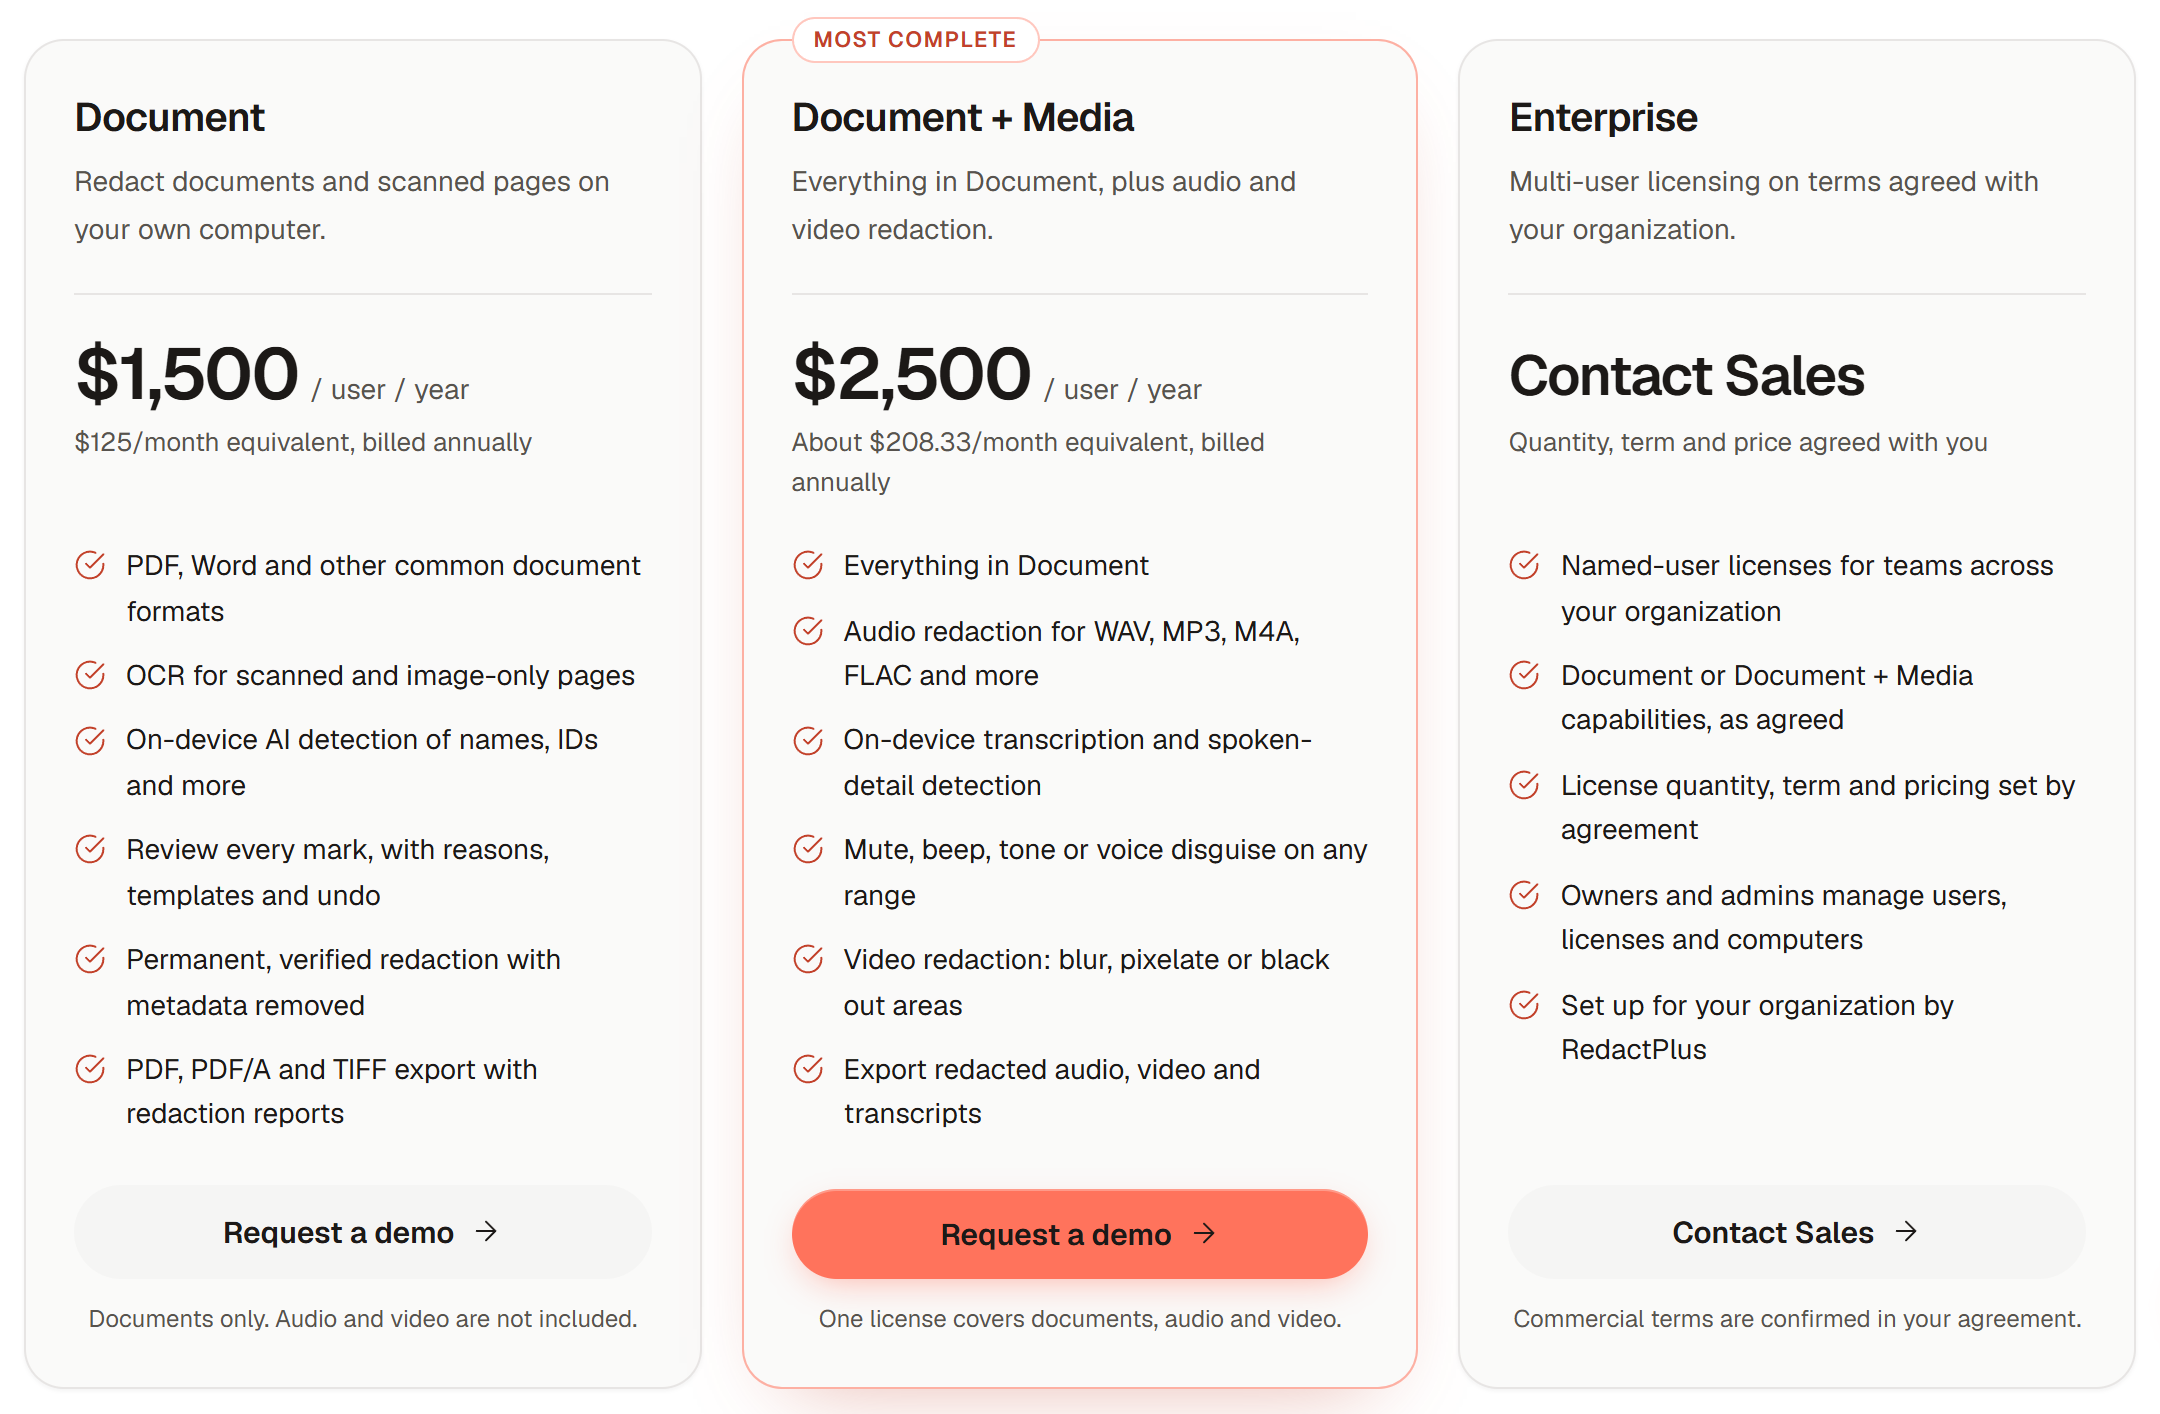 Document
Redact documents and scanned pages on
your own computer.
$1,500 / user / year
$125/month equivalent, billed annually
PDF, Word and other common document
formats
OCR for scanned and image-only pages
On-device AI detection of names, IDs
and more
Review every mark, with reasons,
templates and undo
Permanent, verified redaction with
metadata removed
PDF, PDF/A and TIFF export with
redaction reports
Request a demo →
Documents only. Audio and video are not included.
MOST COMPLETE
Document + Media
Everything in Document, plus audio and
video redaction.
$2,500 / user / year
About $208.33/month equivalent, billed
annually
Everything in Document
Audio redaction for WAV, MP3, M4A,
FLAC and more
On-device transcription and spoken-
detail detection
Mute, beep, tone or voice disguise on any
range
Video redaction: blur, pixelate or black
out areas
Export redacted audio, video and
transcripts
Request a demo →
One license covers documents, audio and video.
Enterprise
Multi-user licensing on terms agreed with
your organization.
Contact Sales
Quantity, term and price agreed with you
Named-user licenses for teams across
your organization
Document or Document + Media
capabilities, as agreed
License quantity, term and pricing set by
agreement
Owners and admins manage users,
licenses and computers
Set up for your organization by
RedactPlus
Contact Sales →
Commercial terms are confirmed in your agreement.